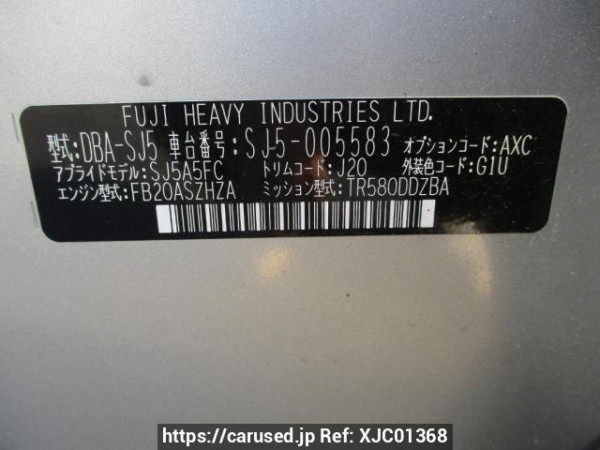 FUJI HEAVY INDUSTRIES LTD.
型式:DBA-SJ5 車台番号:SJ5-005583 オプションコード:AXC
アプライドモデル:SJ5A5FC トリムコード:J20 外装色コード:G1U
エンジン型式:FB20ASZHZA ミッション型式:TR580DDZBA
https://carused.jp Ref: XJC01368